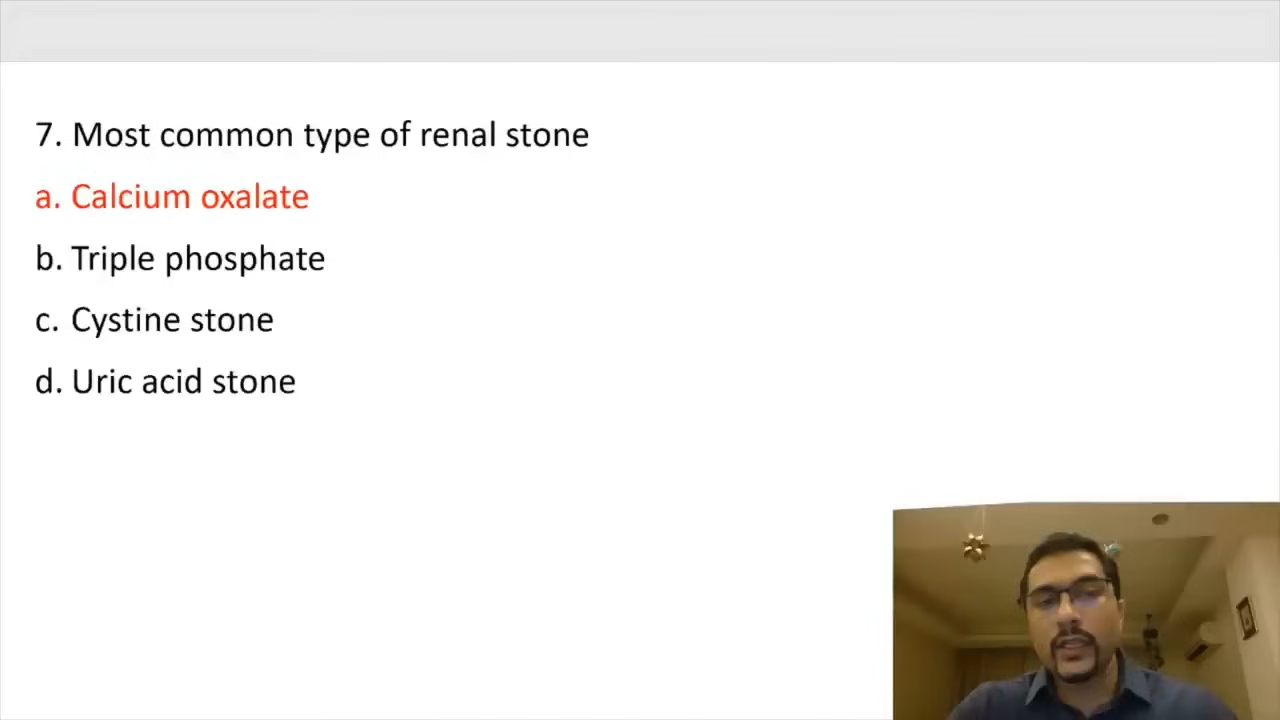 7. Most common type of renal stone
a. Calcium oxalate
b. Triple phosphate
c. Cystine stone
d. Uric acid stone